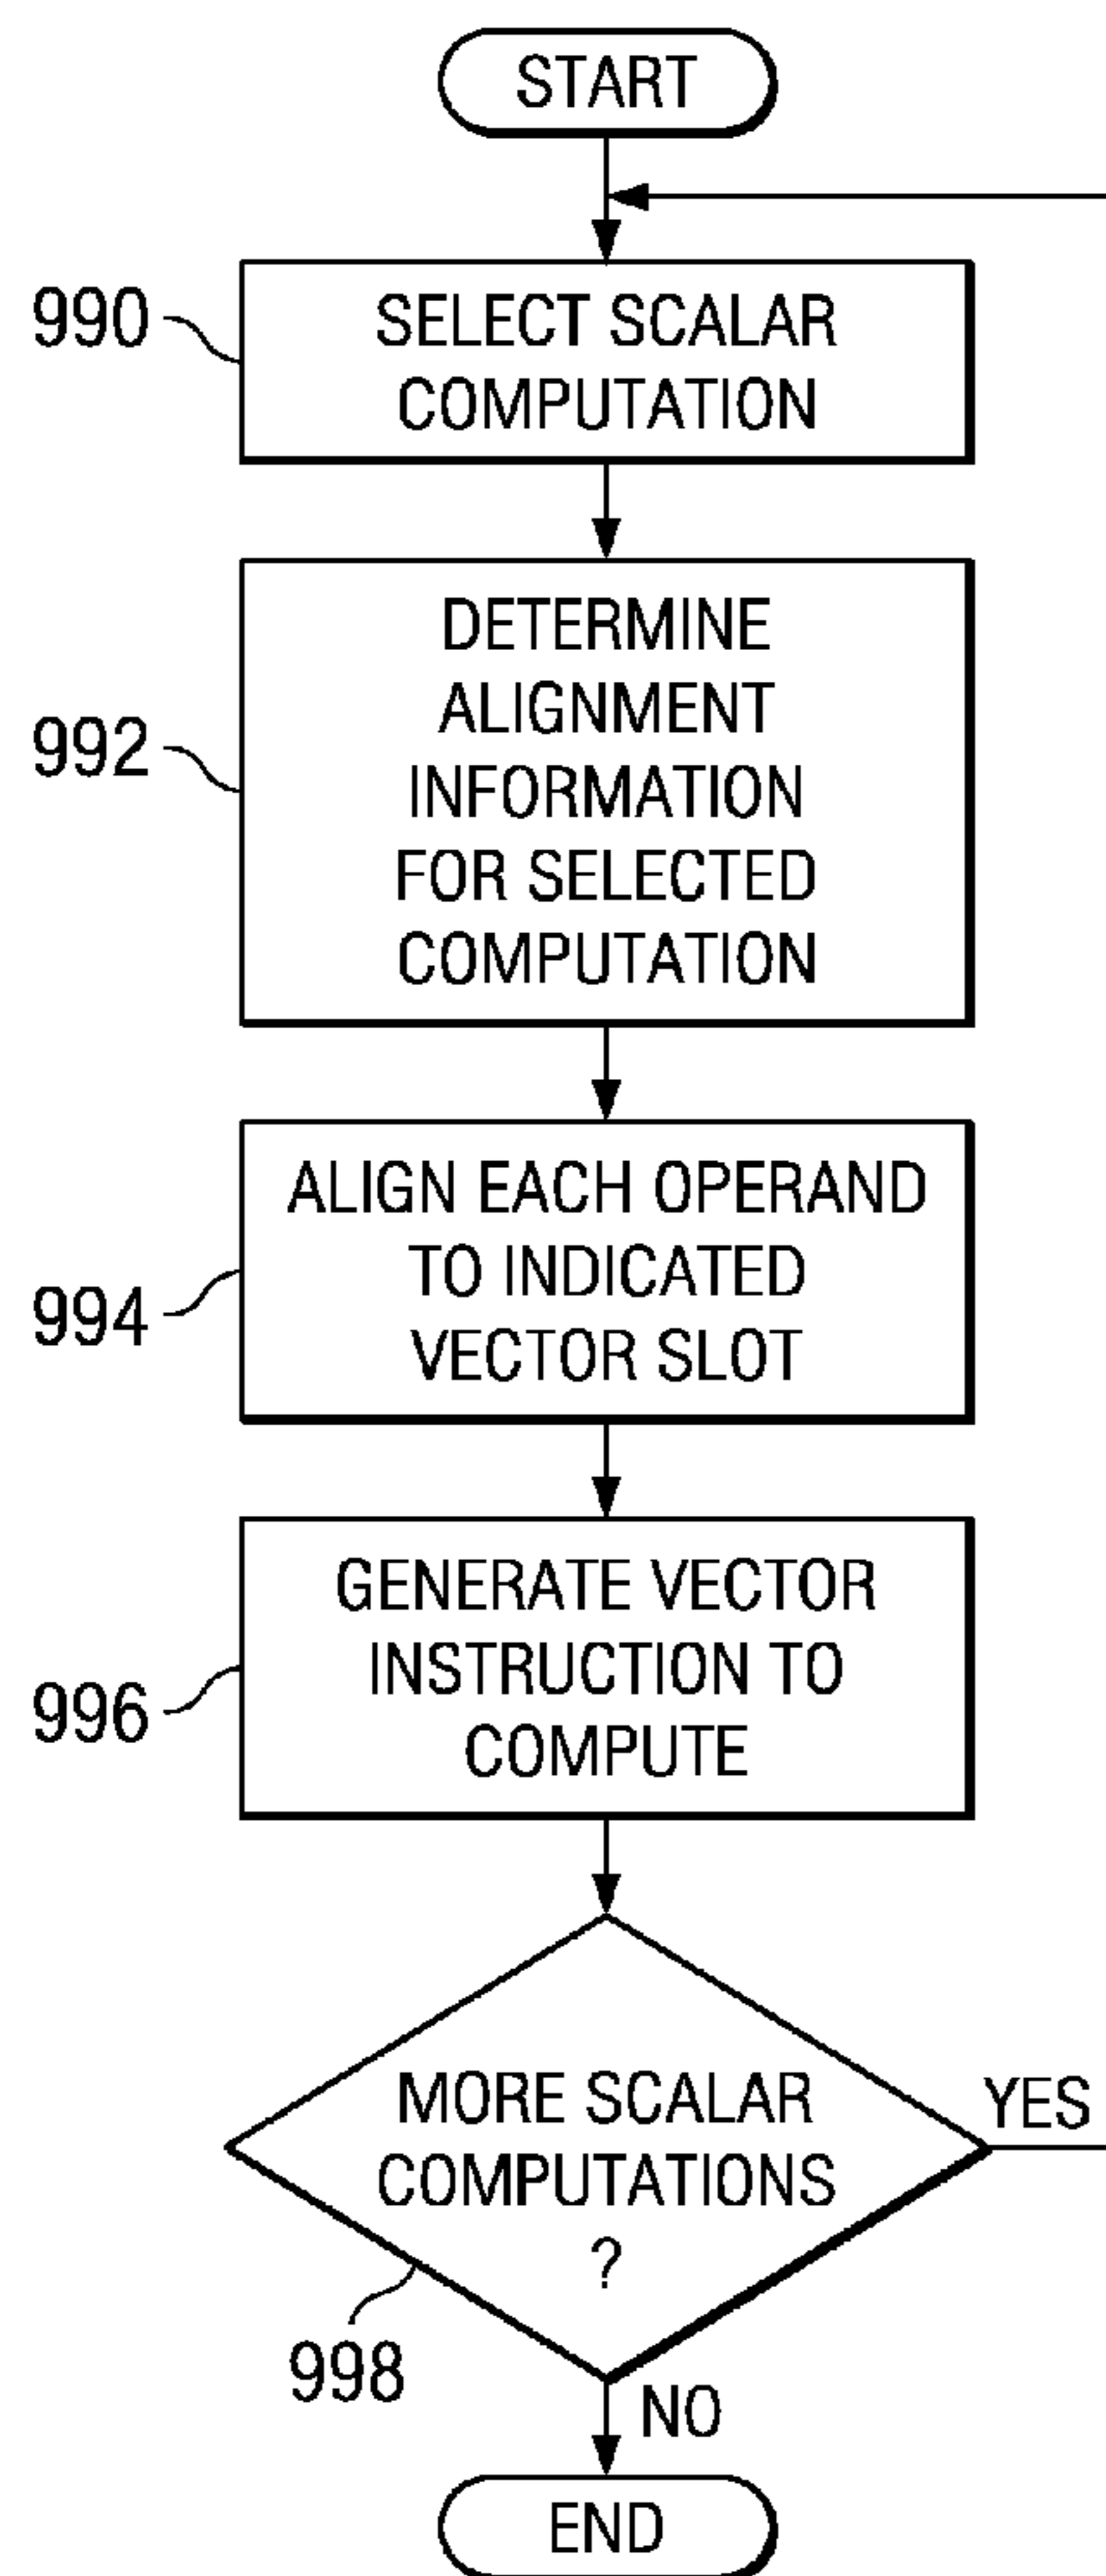 START
990
SELECT SCALAR
COMPUTATION
992
DETERMINE
ALIGNMENT
INFORMATION
FOR SELECTED
COMPUTATION
994
ALIGN EACH OPERAND
TO INDICATED
VECTOR SLOT
996
GENERATE VECTOR
INSTRUCTION TO
COMPUTE
MORE SCALAR
COMPUTATIONS
?
YES
998
NO
END